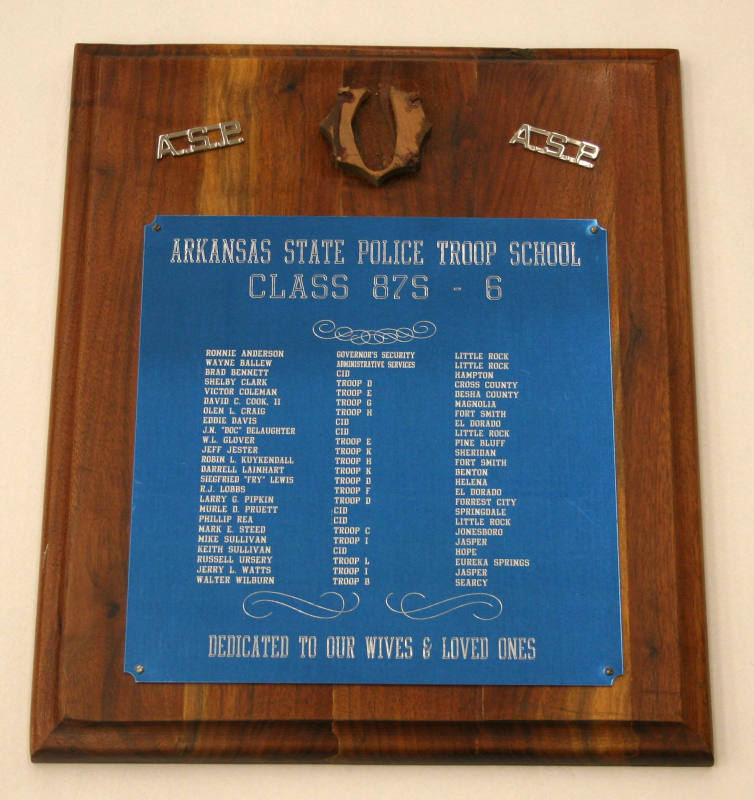 A.S.P. A.S.P.
ARKANSAS STATE POLICE TROOP SCHOOL
CLASS 87S - 6
RONNIE ANDERSON GOVERNOR'S SECURITY LITTLE ROCK
WAYNE BALLEW ADMINISTRATIVE SERVICES LITTLE ROCK
BRAD BENNETT CID HAMPTON
SHELBY CLARK TROOP D CROSS COUNTY
VICTOR COLEMAN TROOP E DESHA COUNTY
DAVID C. COOK, II TROOP G MAGNOLIA
OLEN L. CRAIG TROOP H FORT SMITH
EDDIE DAVIS CID EL DORADO
J.N. "DOC" DELAUGHTER CID LITTLE ROCK
W.L. GLOVER TROOP E PINE BLUFF
JEFF JESTER TROOP K SHERIDAN
ROBIN L. KUYKENDALL TROOP H FORT SMITH
DARRELL LAINHART TROOP K BENTON
SIEGFRIED "FRY" LEWIS TROOP D HELENA
R.J. LOBBS TROOP F EL DORADO
LARRY G. PIPKIN TROOP D FORREST CITY
MURLE D. PRUETT CID SPRINGDALE
PHILLIP REA CID LITTLE ROCK
MARK E. STEED TROOP C JONESBORO
MIKE SULLIVAN TROOP I JASPER
KEITH SULLIVAN CID HOPE
RUSSELL URSERY TROOP L EUREKA SPRINGS
JERRY L. WATTS TROOP I JASPER
WALTER WILBURN TROOP B SEARCY
DEDICATED TO OUR WIVES & LOVED ONES